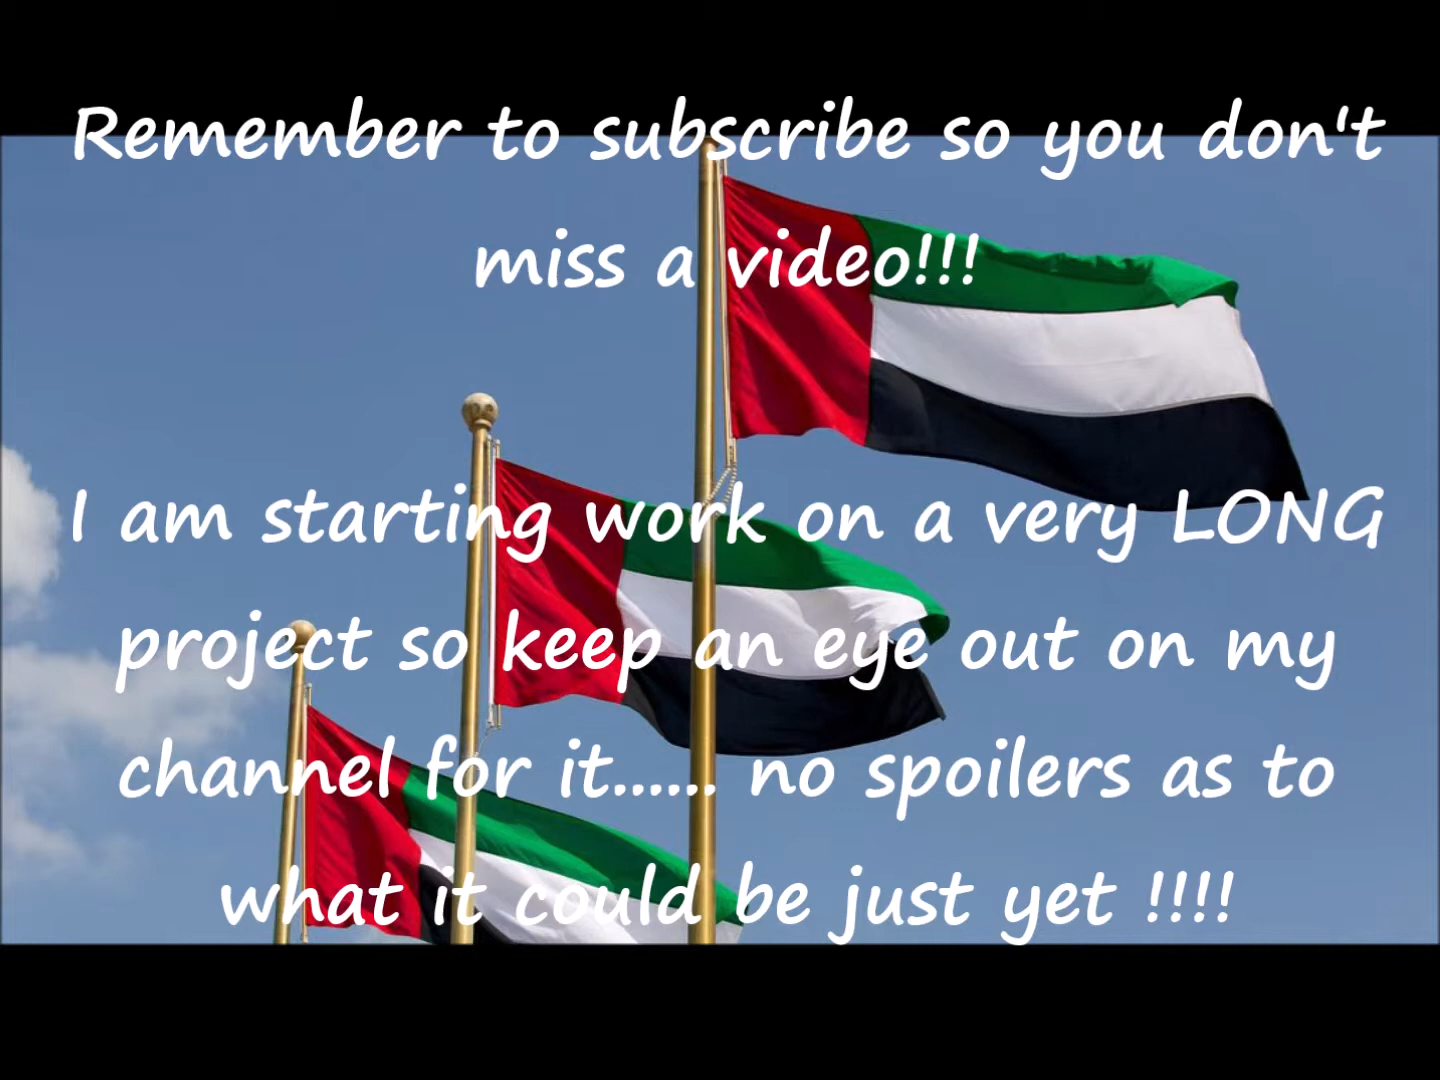 Remember to subscribe so you don't
miss a video!!!
I am starting work on a very LONG
project so keep an eye out on my
channel for it...... no spoilers as to
what it could be just yet !!!!